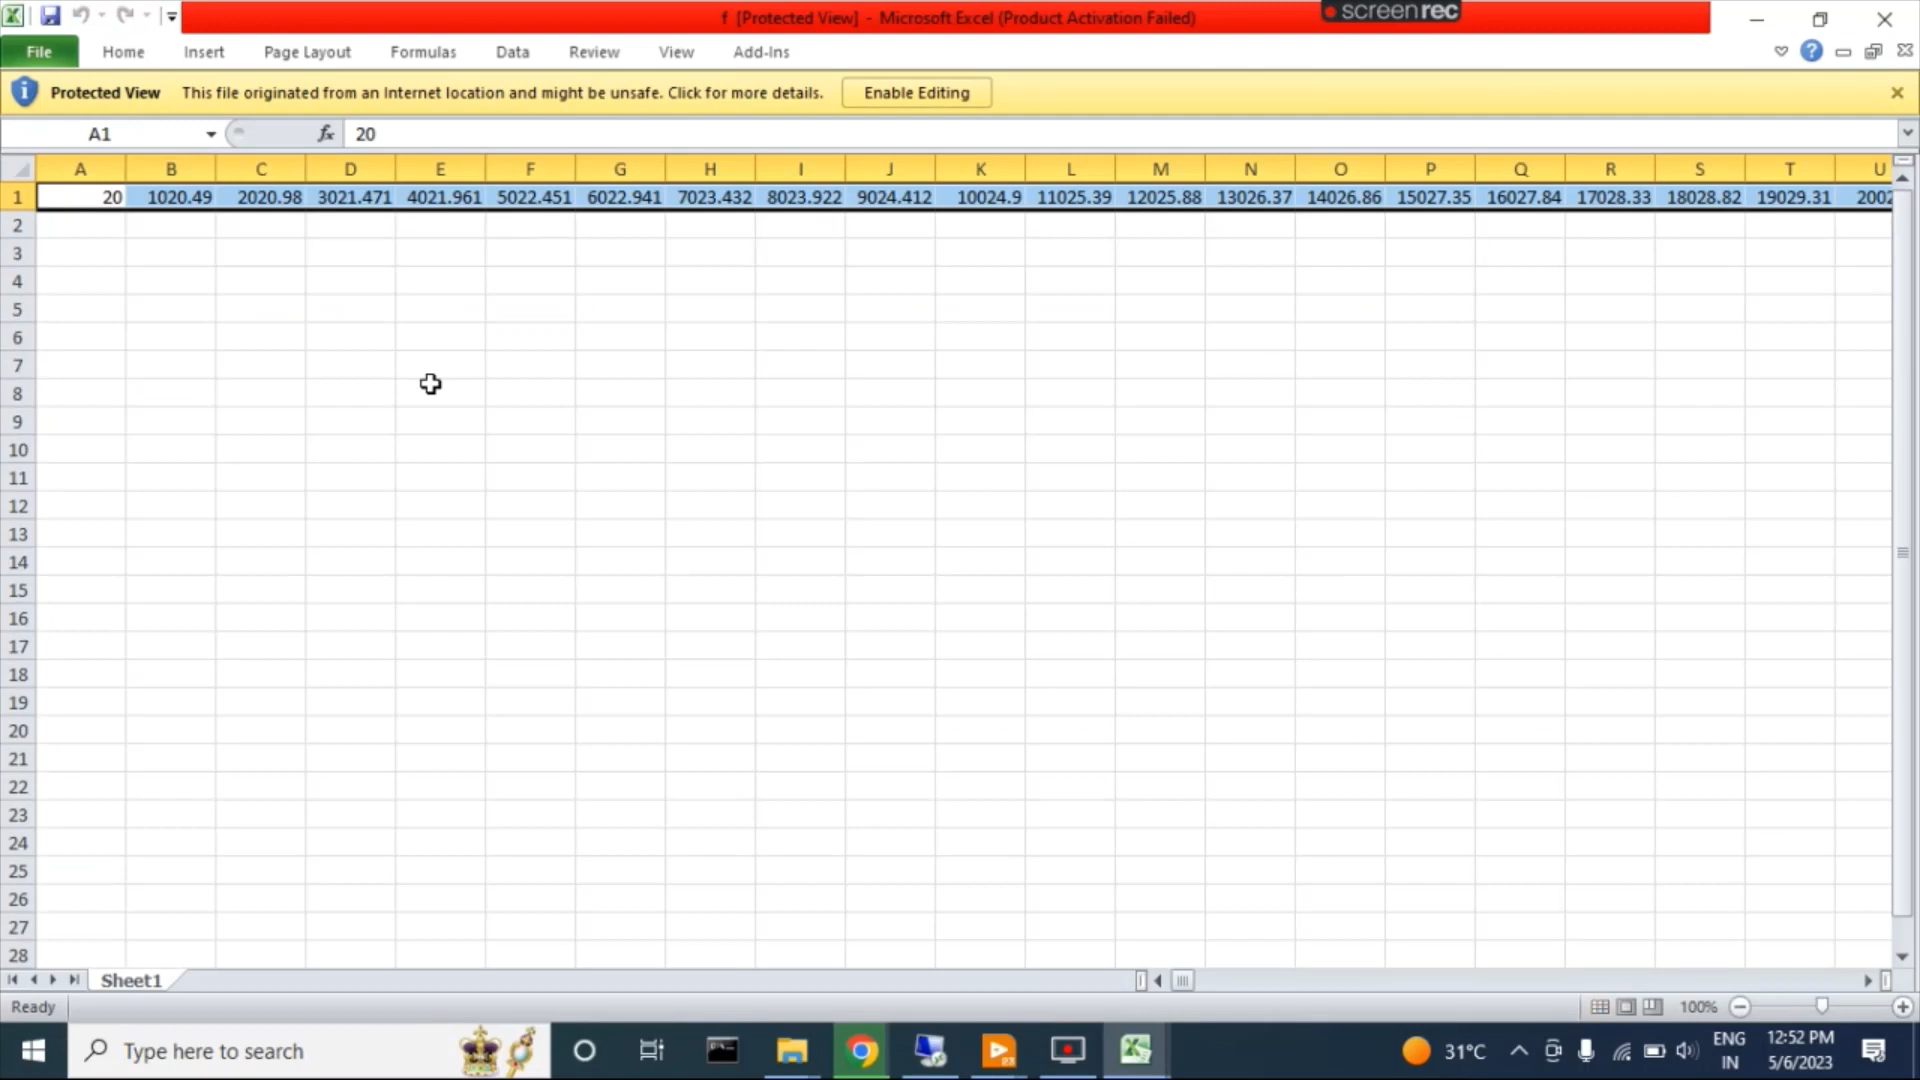 f [Protected View] - Microsoft Excel (Product Activation Failed)
screenrec
File Home Insert Page Layout Formulas Data Review View Add-Ins
Protected View This file originated from an Internet location and might be unsafe. Click for more details. Enable Editing
A1 fx 20
A B C D E F G H I J K L M N O P Q R S T U
1 20 1020.49 2020.98 3021.471 4021.961 5022.451 6022.941 7023.432 8023.922 9024.412 10024.9 11025.39 12025.88 13026.37 14026.86 15027.35 16027.84 17028.33 18028.82 19029.31 2002
2
3
4
5
6
7
8
9
10
11
12
13
14
15
16
17
18
19
20
21
22
23
24
25
26
27
28
Sheet1
Ready 100%
Type here to search 31°C ENG IN 12:52 PM 5/6/2023